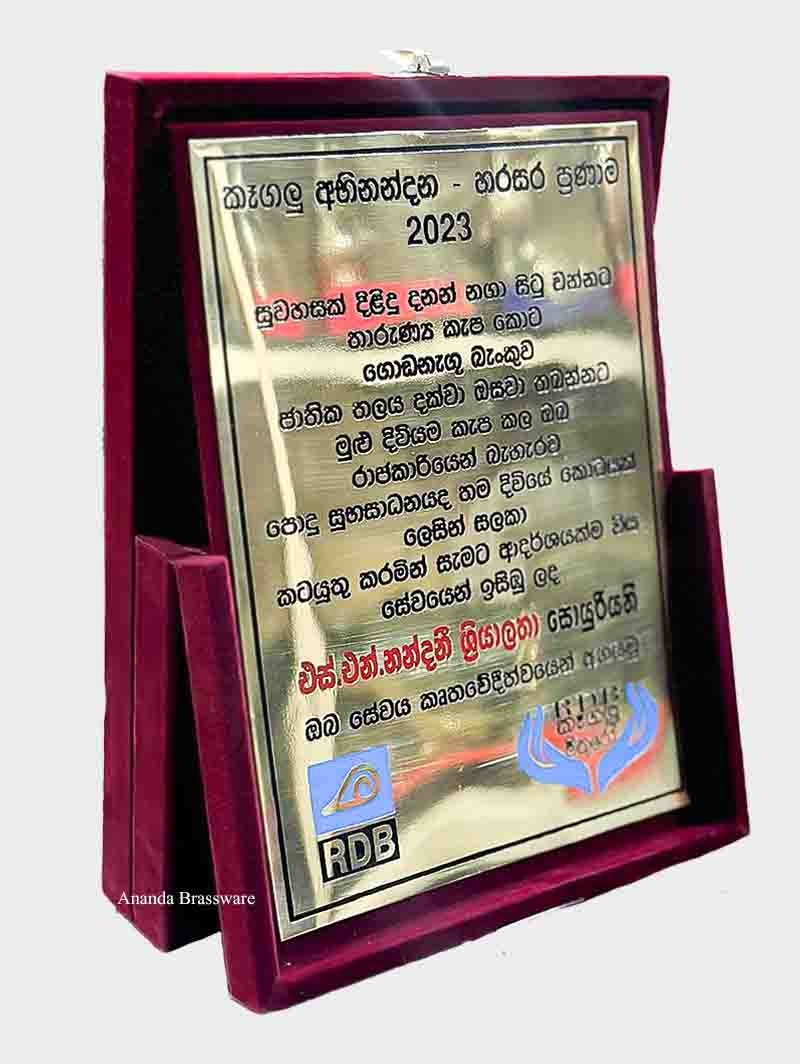 කෑගලු අභිනන්දන - හරසර ප්‍රණාම
2023
සුවහසක් දිළිඳු දනන් නගා සිටු වන්නට
තාරුණ්‍ය කැප කොට
ගොඩනැගු බැංකුව
ජාතික තලය දක්වා ඔසවා තබන්නට
මුළු දිවියම කැප කල ඔබ
රාජකාරියෙන් බැහැරව
පොදු සුභසාධනයද තම දිවියේ කොටසක්
ලෙසින් සලකා
කටයුතු කරමින් සැමට ආදර්ශයක්ම විය
සේවයෙන් ඉසිඹු ලද
එස්.එන්.නන්දනී ශ්‍රියාලතා සොයුරියනි
ඔබ සේවය කෘතවේදීත්වයෙන් අගයමු
RDB
කෑගලු
RDB
Ananda Brassware